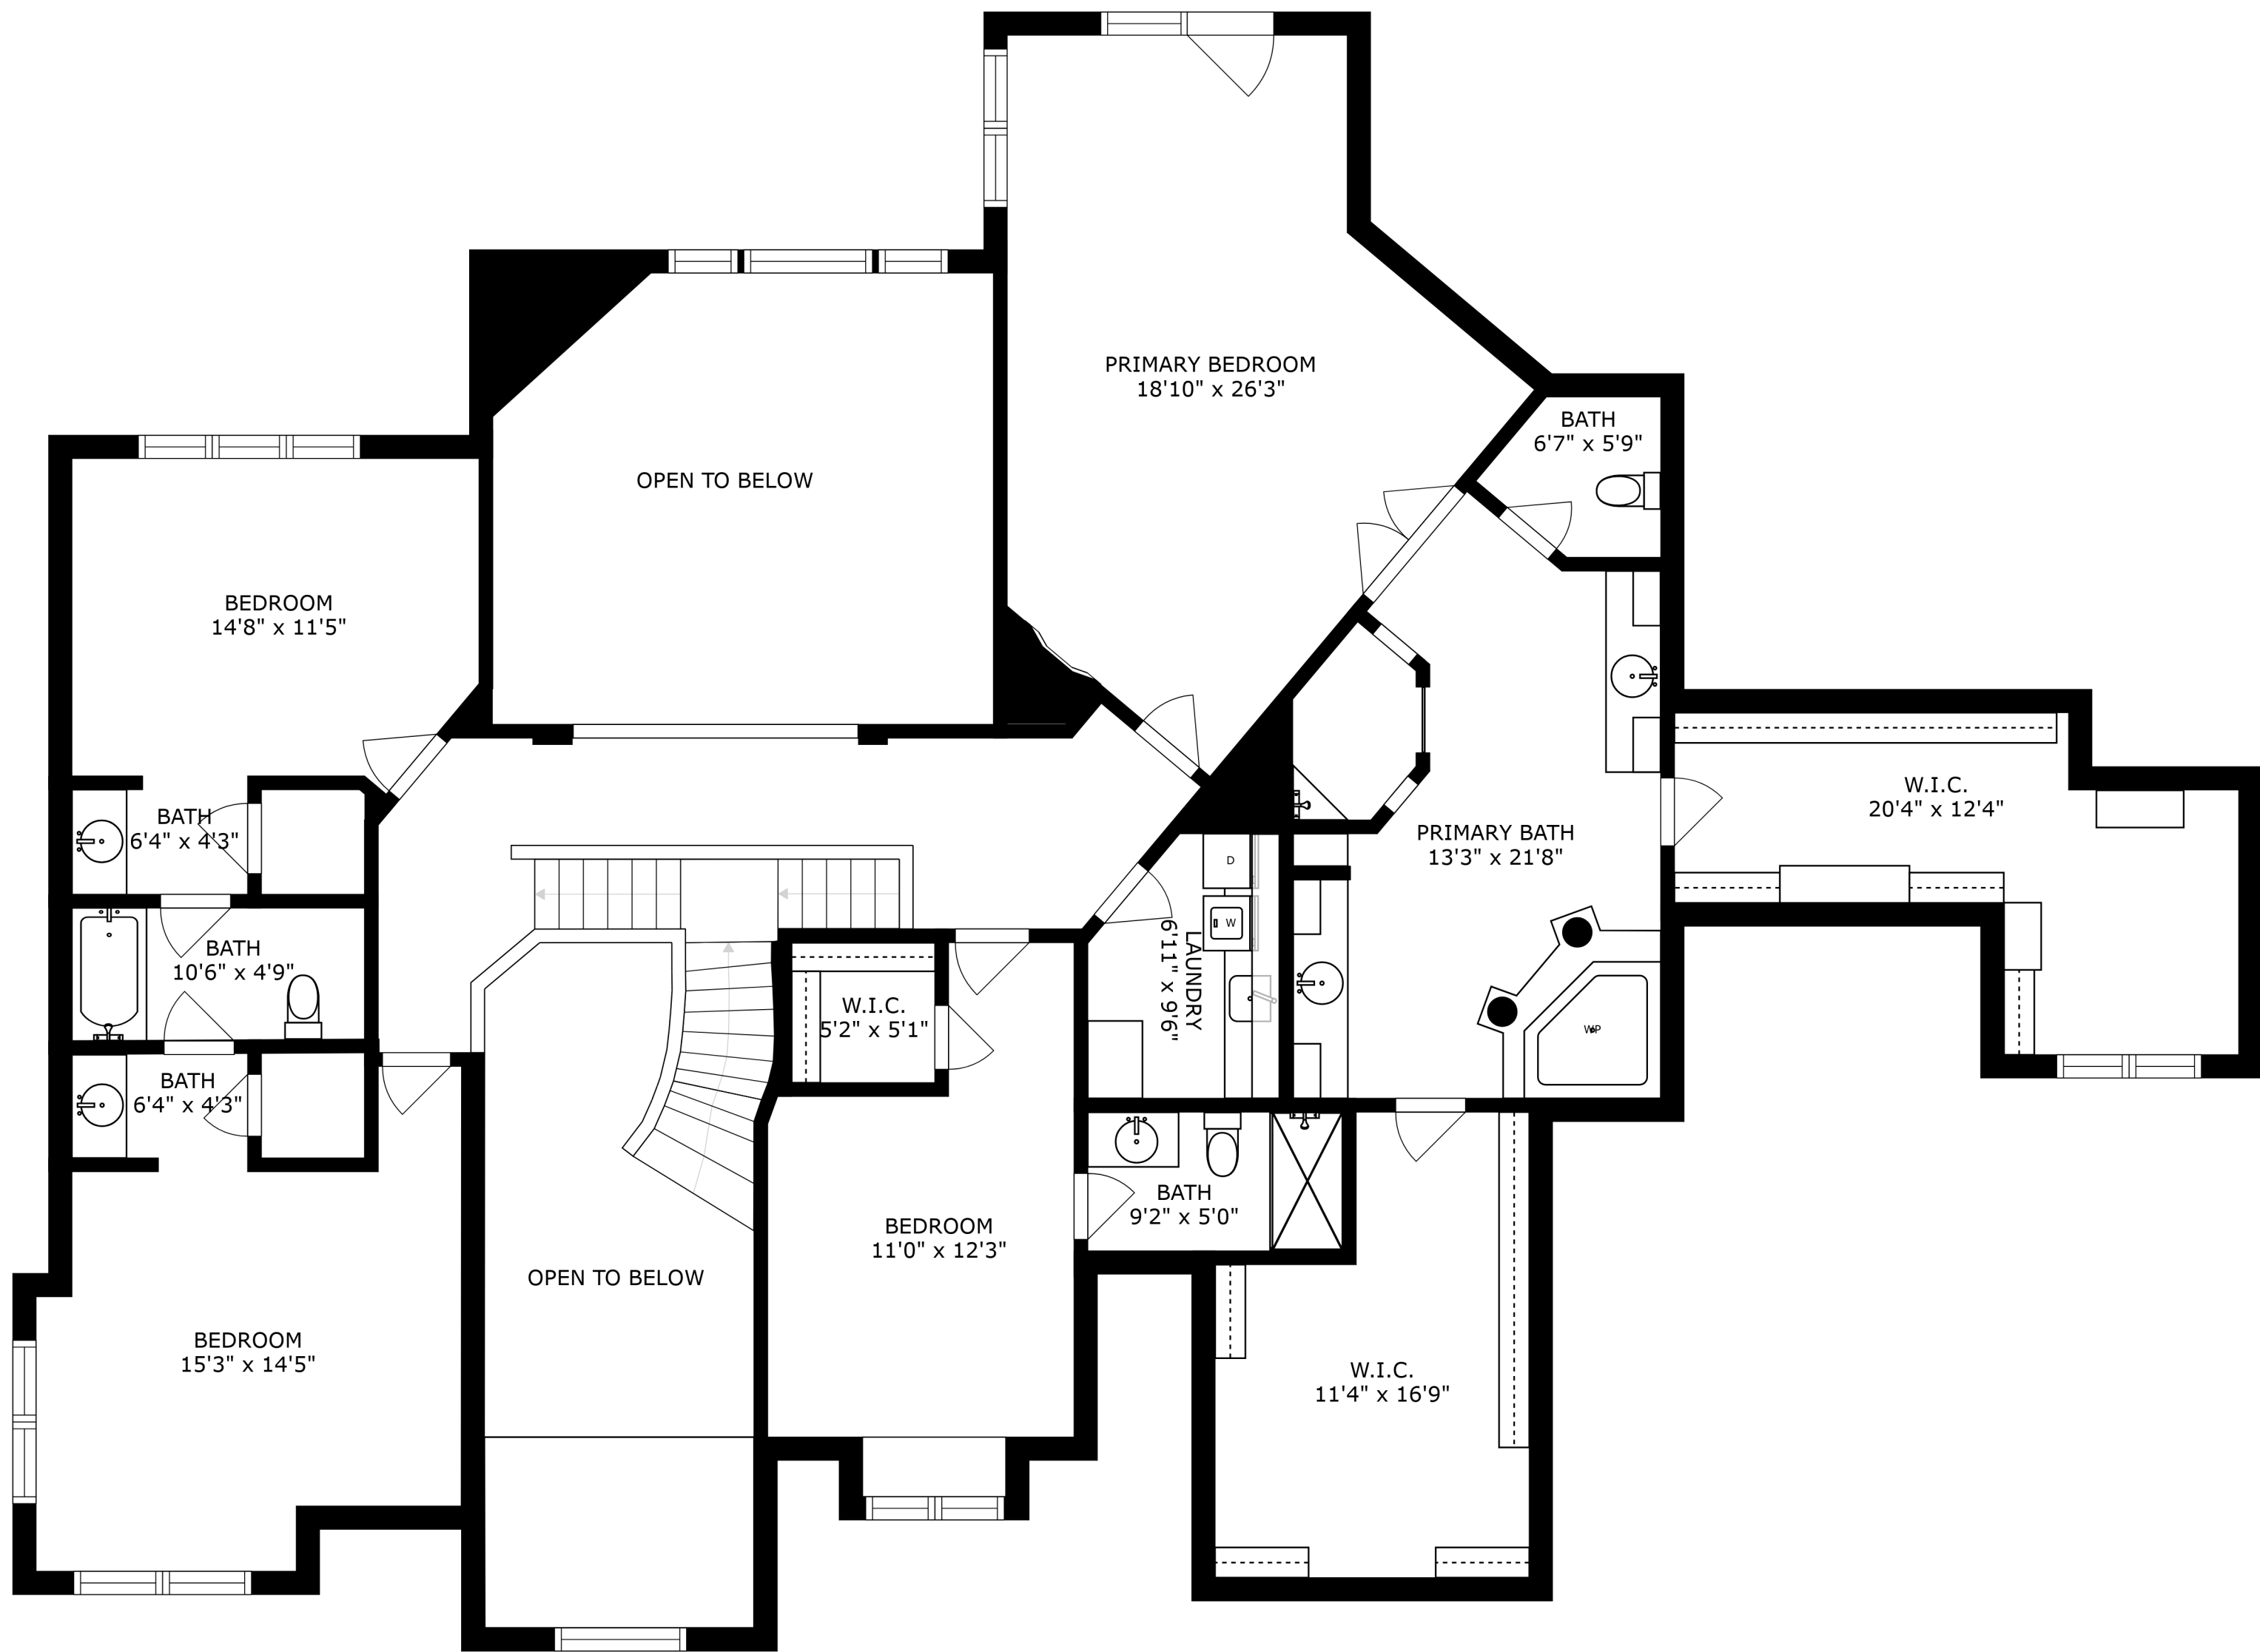 PRIMARY BEDROOM
18'10" x 26'3"
BATH
6'7" x 5'9"
OPEN TO BELOW
BEDROOM
14'8" x 11'5"
W.I.C.
20'4" x 12'4"
BATH
6'4" x 4'3"
PRIMARY BATH
13'3" x 21'8"
D
W
LAUNDRY
6'11" x 9'6"
BATH
10'6" x 4'9"
W.I.C.
5'2" x 5'1"
WP
BATH
6'4" x 4'3"
BATH
9'2" x 5'0"
BEDROOM
11'0" x 12'3"
OPEN TO BELOW
BEDROOM
15'3" x 14'5"
W.I.C.
11'4" x 16'9"